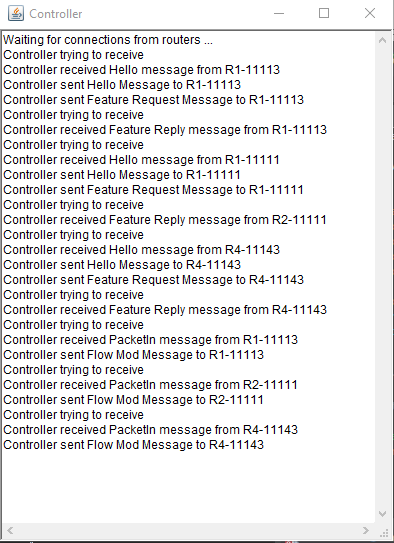 Controller
Waiting for connections from routers ...
Controller trying to receive
Controller received Hello message from R1-11113
Controller sent Hello Message to R1-11113
Controller sent Feature Request Message to R1-11113
Controller trying to receive
Controller received Feature Reply message from R1-11113
Controller trying to receive
Controller received Hello message from R1-11111
Controller sent Hello Message to R1-11111
Controller sent Feature Request Message to R1-11111
Controller trying to receive
Controller received Feature Reply message from R2-11111
Controller trying to receive
Controller received Hello message from R4-11143
Controller sent Hello Message to R4-11143
Controller sent Feature Request Message to R4-11143
Controller trying to receive
Controller received Feature Reply message from R4-11143
Controller trying to receive
Controller received PacketIn message from R1-11113
Controller sent Flow Mod Message to R1-11113
Controller trying to receive
Controller received PacketIn message from R2-11111
Controller sent Flow Mod Message to R2-11111
Controller trying to receive
Controller received PacketIn message from R4-11143
Controller sent Flow Mod Message to R4-11143